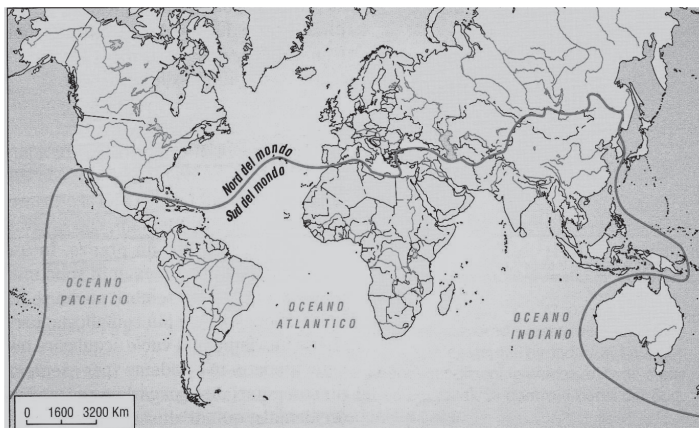 Nord del mondo
Sud del mondo
OCEANO
PACIFICO
OCEANO
ATLANTICO
OCEANO
INDIANO
0 1600 3200 Km